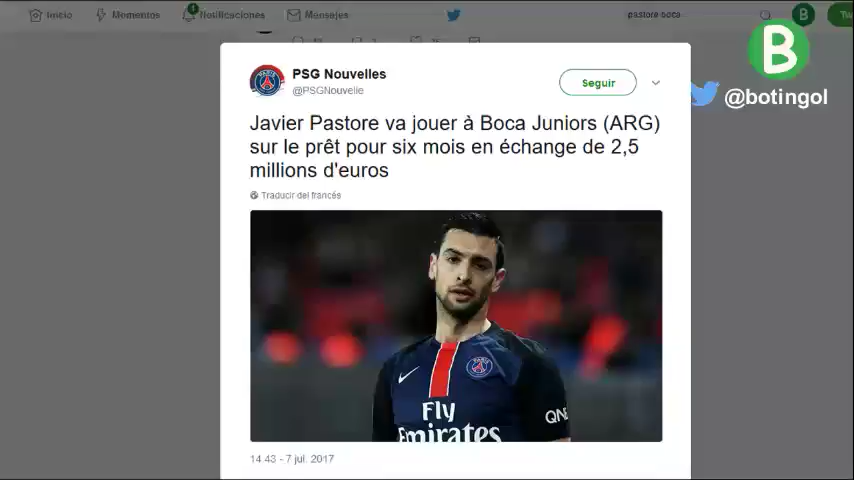 Inicio Momentos Notificaciones Mensajes pastore boca B
B
@botingol
PSG Nouvelles
@PSGNouvelle
Seguir
Javier Pastore va jouer à Boca Juniors (ARG)
sur le prêt pour six mois en échange de 2,5
millions d'euros
Traducir del francés
Fly
Emirates
QNB
14:43 - 7 jul. 2017